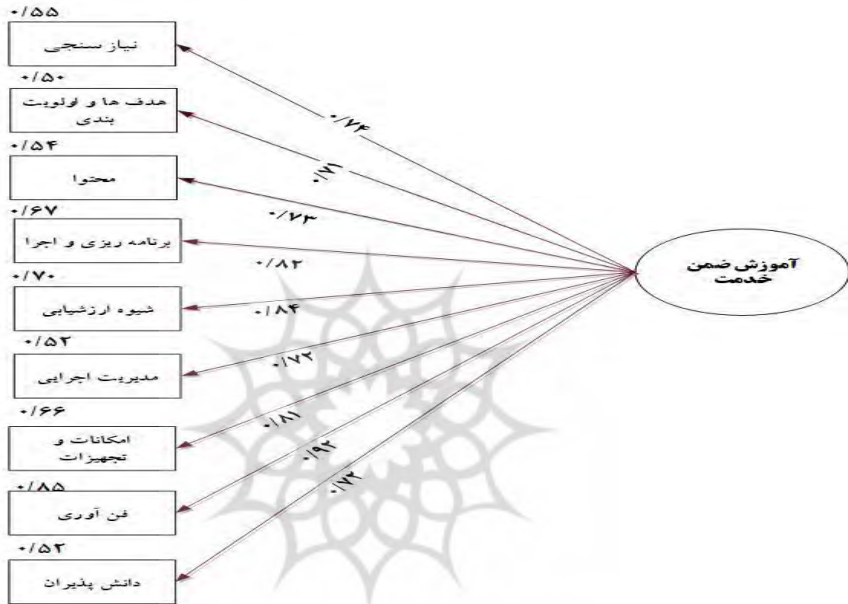 ۰/۵۵
نیاز سنجی
۰/۵۰
هدف ها و اولویت
بندی
۰/۵۴
محتوا
۰/۶۷
برنامه ریزی و اجرا
۰/۷۰
شیوه ارزشیابی
۰/۵۲
مدیریت اجرایی
۰/۶۶
امکانات و
تجهیزات
۰/۸۵
فن آوری
۰/۵۲
دانش پذیران
۰/۷۴
۰/۷۱
۰/۷۳
۰/۸۲
۰/۸۴
۰/۷۲
۰/۸۱
۰/۹۲
۰/۷۲
آموزش ضمن
خدمت